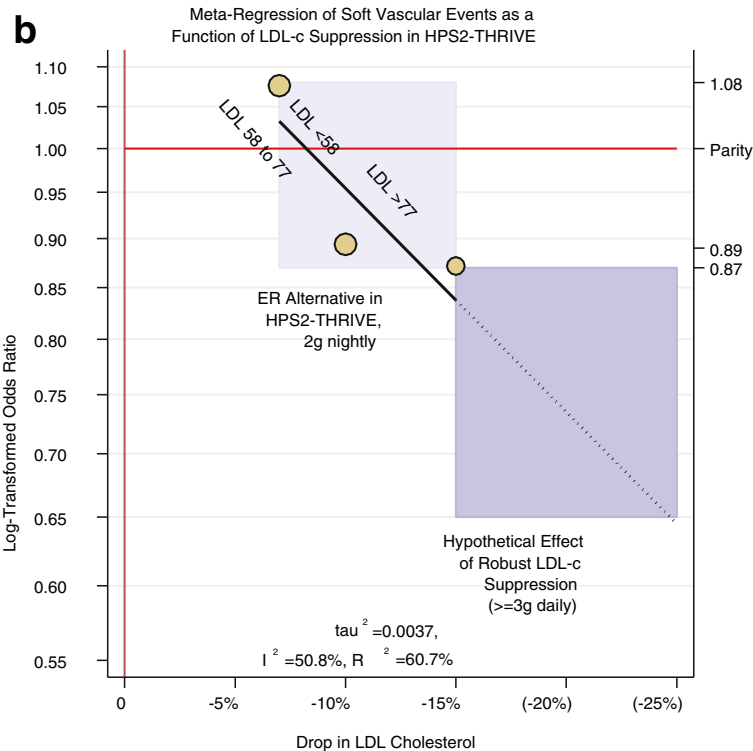 b
Meta-Regression of Soft Vascular Events as a
Function of LDL-c Suppression in HPS2-THRIVE
Log-Transformed Odds Ratio
1.10
1.05
1.00
0.95
0.90
0.85
0.80
0.75
0.70
0.65
0.60
0.55
1.08
Parity
0.89
0.87
LDL 58 to 77
LDL <58
LDL >77
ER Alternative in
HPS2-THRIVE,
2g nightly
Hypothetical Effect
of Robust LDL-c
Suppression
(>=3g daily)
tau 2 =0.0037,
I 2 =50.8%, R 2 =60.7%
0 -5% -10% -15% (-20%) (-25%)
Drop in LDL Cholesterol